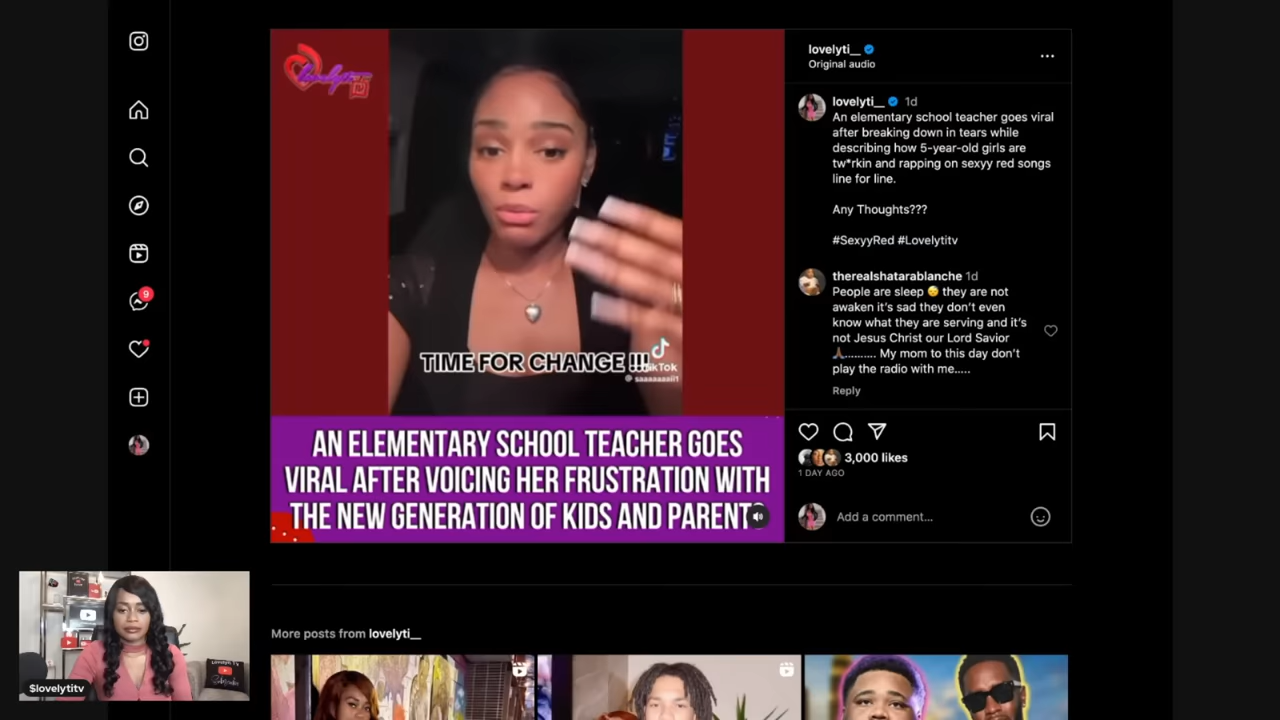 lovelyti__
Original audio
lovelyti__ 1d
An elementary school teacher goes viral
after breaking down in tears while
describing how 5-year-old girls are
tw*rkin and rapping on sexyy red songs
line for line.
Any Thoughts???
#SexyyRed #Lovelytitv
therealshatarablanche 1d
People are sleep 😴 they are not
awaken it's sad they don't even
know what they are serving and it's
not Jesus Christ our Lord Savior
🙏🏾.......... My mom to this day don't
play the radio with me.....
Reply
3,000 likes
1 DAY AGO
Add a comment...
TIME FOR CHANGE !!!
TikTok
AN ELEMENTARY SCHOOL TEACHER GOES
VIRAL AFTER VOICING HER FRUSTRATION WITH
THE NEW GENERATION OF KIDS AND PARENTS
9
$lovelytitv
More posts from lovelyti__